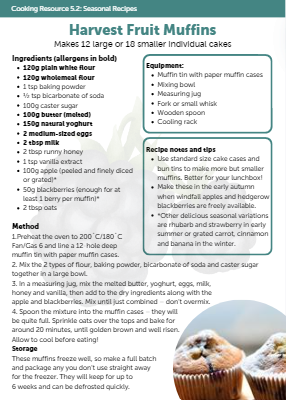 Cooking Resource 5.2: Seasonal Recipes
Harvest Fruit Muffins
Makes 12 large or 18 smaller individual cakes
Ingredients (allergens in bold)
• 120g plain white flour
• 120g wholemeal flour
• 1 tsp baking powder
• ½ tsp bicarbonate of soda
• 100g caster sugar
• 100g butter (melted)
• 150g natural yoghurt
• 2 medium-sized eggs
• 2 tbsp milk
• 2 tbsp runny honey
• 1 tsp vanilla extract
• 100g apple (peeled and finely diced
or grated)*
• 50g blackberries (enough for at
least 1 berry per muffin)*
• 2 tbsp oats
Equipment:
• Muffin tin with paper muffin cases
• Mixing bowl
• Measuring jug
• Fork or small whisk
• Wooden spoon
• Cooling rack
Recipe notes and tips
• Use standard size cake cases and
bun tins to make more but smaller
muffins. Better for your lunchbox!
• Make these in the early autumn
when windfall apples and hedgerow
blackberries are freely available.
• *Other delicious seasonal variations
are rhubarb and strawberry in early
summer or grated carrot, cinnamon
and banana in the winter.
Method
1.Preheat the oven to 200˚C/180˚C
Fan/Gas 6 and line a 12-hole deep
muffin tin with paper muffin cases.
2. Mix the 2 types of flour, baking powder, bicarbonate of soda and caster sugar
together in a large bowl.
3. In a measuring jug, mix the melted butter, yoghurt, eggs, milk,
honey and vanilla, then add to the dry ingredients along with the
apple and blackberries. Mix until just combined – don't overmix.
4. Spoon the mixture into the muffin cases – they will
be quite full. Sprinkle oats over the tops and bake for
around 20 minutes, until golden brown and well risen.
Allow to cool before eating!
Storage
These muffins freeze well, so make a full batch
and package any you don't use straight away
for the freezer. They will keep for up to
6 weeks and can be defrosted quickly.